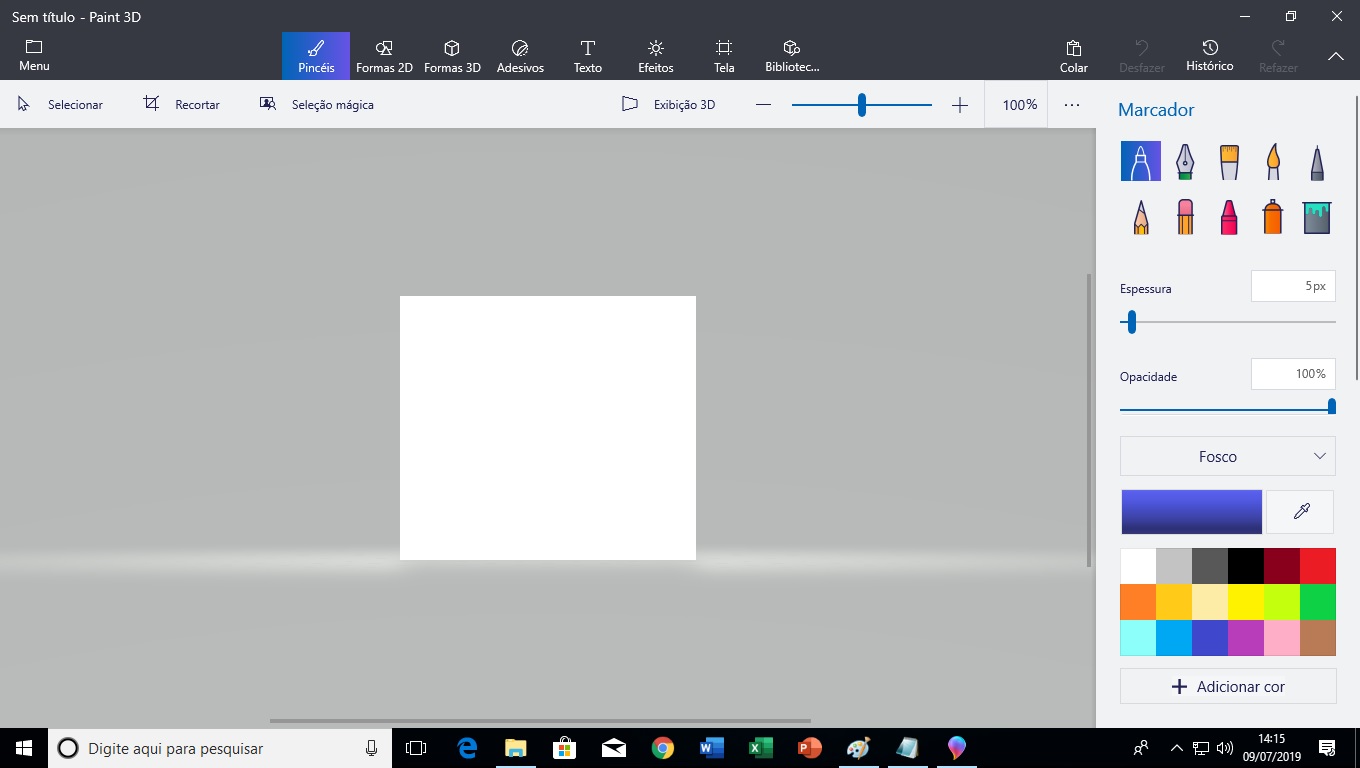 Sem título - Paint 3D
Menu
Pincéis
Formas 2D
Formas 3D
Adesivos
Texto
Efeitos
Tela
Bibliotec...
Colar
Desfazer
Histórico
Refazer
Selecionar
Recortar
Seleção mágica
Exibição 3D
100%
Marcador
Espessura
5px
Opacidade
100%
Fosco
Adicionar cor
Digite aqui para pesquisar
14:15
09/07/2019